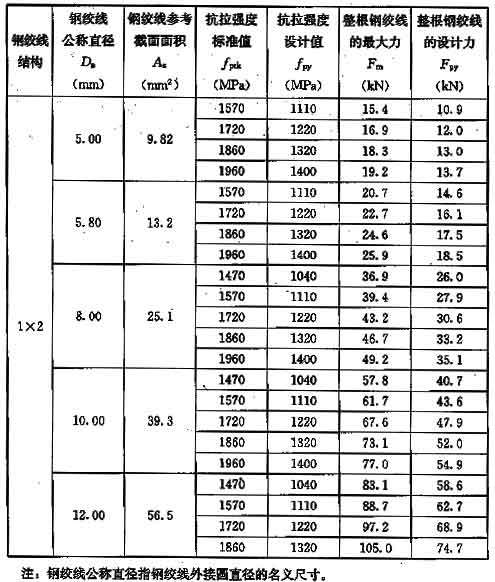 钢绞线结构 钢绞线公称直径 Dn (mm) 钢绞线参考截面面积 An (mm²) 抗拉强度标准值 fptk (MPa) 抗拉强度设计值 fpy (MPa) 整根钢绞线的最大力 Fm (kN) 整根钢绞线的设计力 Fpy (kN)
1570 1110 15.4 10.9
1720 1220 16.9 12.0
5.00 9.82
1860 1320 18.3 13.0
1960 1400 19.2 13.7
1570 1110 20.7 14.6
1720 1220 22.7 16.1
5.80 13.2
1860 1320 24.6 17.5
1960 1400 25.9 18.5
1470 1040 36.9 26.0
1570 1110 39.4 27.9
1×2 8.00 25.1 1720 1220 43.2 30.6
1860 1320 46.7 33.2
1960 1400 49.2 35.1
1470 1040 57.8 40.7
1570 1110 61.7 43.6
10.00 39.3 1720 1220 67.6 47.9
1860 1320 73.1 52.0
1960 1400 77.0 54.9
1470 1040 83.1 58.6
1570 1110 88.7 62.7
12.00 56.5
1720 1220 97.2 68.9
1860 1320 105.0 74.7
注：钢绞线公称直径指钢绞线外接圆直径的名义尺寸。